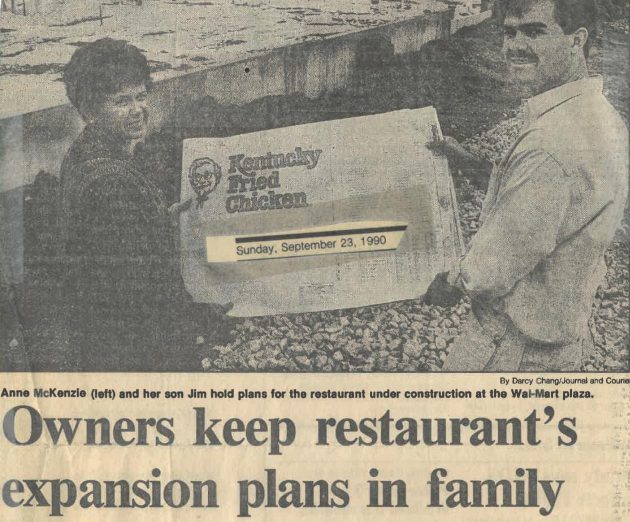 Kentucky
Fried
Chicken
Sunday, September 23, 1990
By Darcy Chang/Journal and Courie
Anne McKenzie (left) and her son Jim hold plans for the restaurant under construction at the Wal-Mart plaza.
Owners keep restaurant's
expansion plans in family